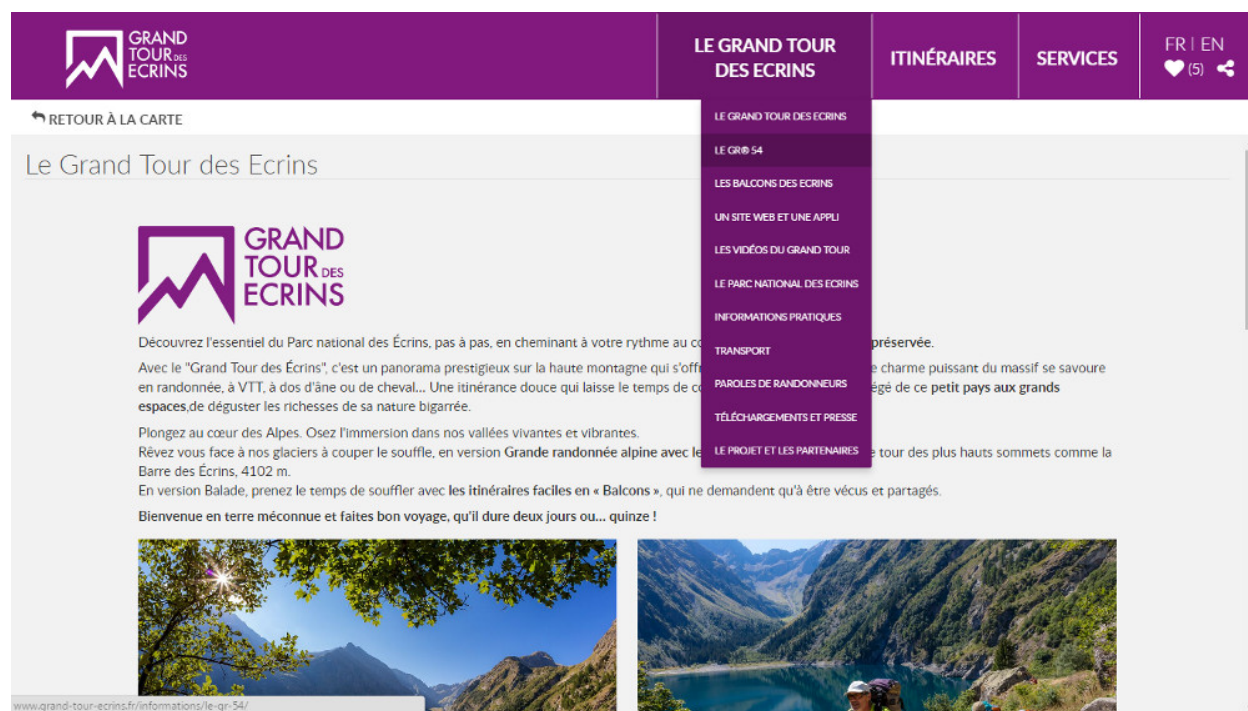 GRAND
TOUR DES
ECRINS
LE GRAND TOUR
DES ECRINS
ITINÉRAIRES
SERVICES
FR | EN
(5)
RETOUR À LA CARTE
LE GRAND TOUR DES ECRINS
LE GR® 54
LES BALCONS DES ECRINS
UN SITE WEB ET UNE APPLI
LES VIDÉOS DU GRAND TOUR
LE PARC NATIONAL DES ECRINS
INFORMATIONS PRATIQUES
TRANSPORT
PAROLES DE RANDONNEURS
TÉLÉCHARGEMENTS ET PRESSE
LE PROJET ET LES PARTENAIRES
Le Grand Tour des Ecrins
GRAND
TOUR DES
ECRINS
Découvrez l'essentiel du Parc national des Écrins, pas à pas, en cheminant à votre rythme au préservée.
Avec le "Grand Tour des Écrins", c'est un panorama prestigieux sur la haute montagne qui charme puissant du massif se savoure
en randonnée, à VTT, à dos d'âne ou de cheval... Une itinérance douce qui laisse le temps de de ce petit pays aux grands
espaces,de déguster les richesses de sa nature bigarrée.
Plongez au cœur des Alpes. Osez l'immersion dans nos vallées vivantes et vibrantes.
Rêvez vous face à nos glaciers à couper le souffle, en version Grande randonnée alpine avec tour des plus hauts sommets comme la
Barre des Écrins, 4102 m.
En version Balade, prenez le temps de souffler avec les itinéraires faciles en « Balcons », qui ne demandent qu'à être vécus et partagés.
Bienvenue en terre méconnue et faites bon voyage, qu'il dure deux jours ou... quinze !
www.grand-tour-ecrins.fr/informations/le-gr-54/